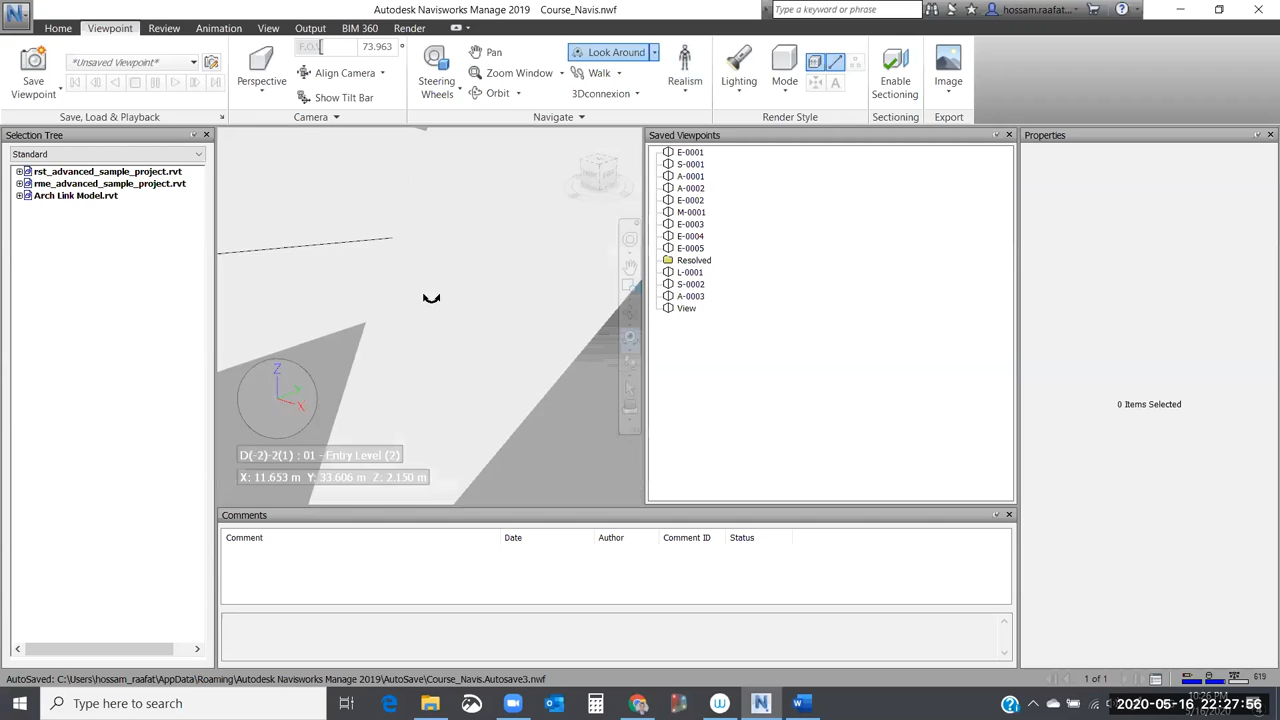 Autodesk Navisworks Manage 2019 Course_Navis.nwf
Type a keyword or phrase
hossam.raafat...
Home Viewpoint Review Animation View Output BIM 360 Render
Save Viewpoint
*Unsaved Viewpoint*
Save, Load & Playback
Perspective
F.O.V. 73.963 °
Align Camera
Show Tilt Bar
Camera
Steering Wheels
Pan
Zoom Window
Orbit
Look Around
Walk
3Dconnexion
Realism
Navigate
Lighting
Mode
A
Render Style
Enable Sectioning
Sectioning
Image
Export
Selection Tree
Standard
rst_advanced_sample_project.rvt
rme_advanced_sample_project.rvt
Arch Link Model.rvt
Z
Y
X
D(-2)-2(1) : 01 - Entry Level (2)
X: 11.653 m Y: 33.606 m Z: 2.150 m
Saved Viewpoints
E-0001
S-0001
A-0001
A-0002
E-0002
M-0001
E-0003
E-0004
E-0005
Resolved
L-0001
S-0002
A-0003
View
Properties
0 Items Selected
Comments
Comment Date Author Comment ID Status
AutoSaved: C:\Users\hossam_raafat\AppData\Roaming\Autodesk Navisworks Manage 2019\AutoSave\Course_Navis.Autosave3.nwf
1 of 1
619
Type here to search
10:26 PM
2020-05-16 22:27:56